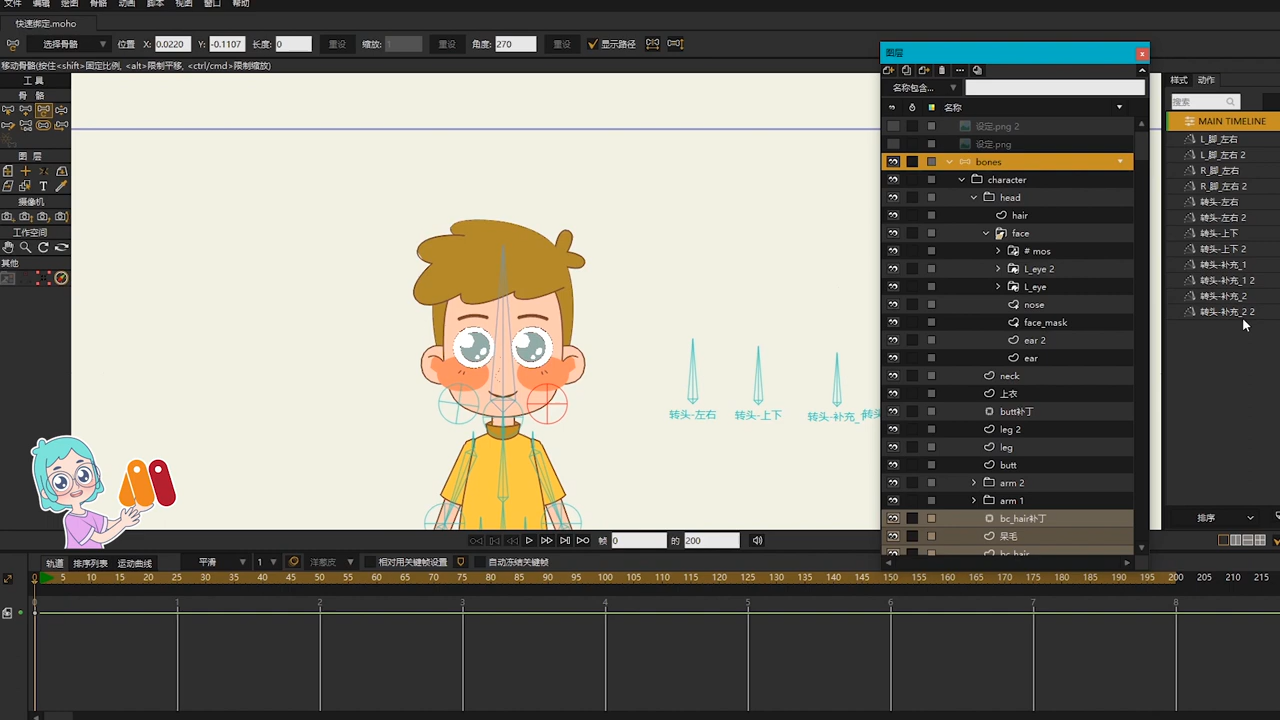 文件 编辑 绘图 骨骼 动画 脚本 视图 窗口 帮助
快速绑定.moho
选择骨骼 位置 X: 0.0220 Y: -0.1107 长度: 0 重设 缩放: 1 重设 角度: 270 重设 显示路径
移动骨骼(按住<shift>固定比例, <alt>限制平移, <ctrl/cmd>限制缩放)
工具
骨 骼
图 层
T
摄像机
工作空间
其他
图层
x
名称包含...
名称
设定.png 2
设定.png
bones
character
head
hair
face
# mos
L_eye 2
L_eye
nose
face_mask
ear 2
ear
neck
上衣
butt补丁
leg 2
leg
butt
arm 2
arm 1
bc_hair补丁
呆毛
bc_hair
样式 动作
搜索
MAIN TIMELINE
L_脚_左右
L_脚_左右 2
R_脚_左右
R_脚_左右 2
转头-左右
转头-左右 2
转头-上下
转头-上下 2
转头-补充_1
转头-补充_1 2
转头-补充_2
转头-补充_2 2
排序
转头-左右 转头-上下 转头-补充_1
帧 0 的 200
轨道 排序列表 运动曲线 平滑 1 洋葱皮 相对用关键帧设置 自动冻结关键帧
0 5 10 15 20 25 30 35 40 45 50 55 60 65 70 75 80 85 90 95 100 105 110 115 120 125 130 135 140 145 150 155 160 165 170 175 180 185 190 195 200 205 210 215
0 1 2 3 4 5 6 7 8